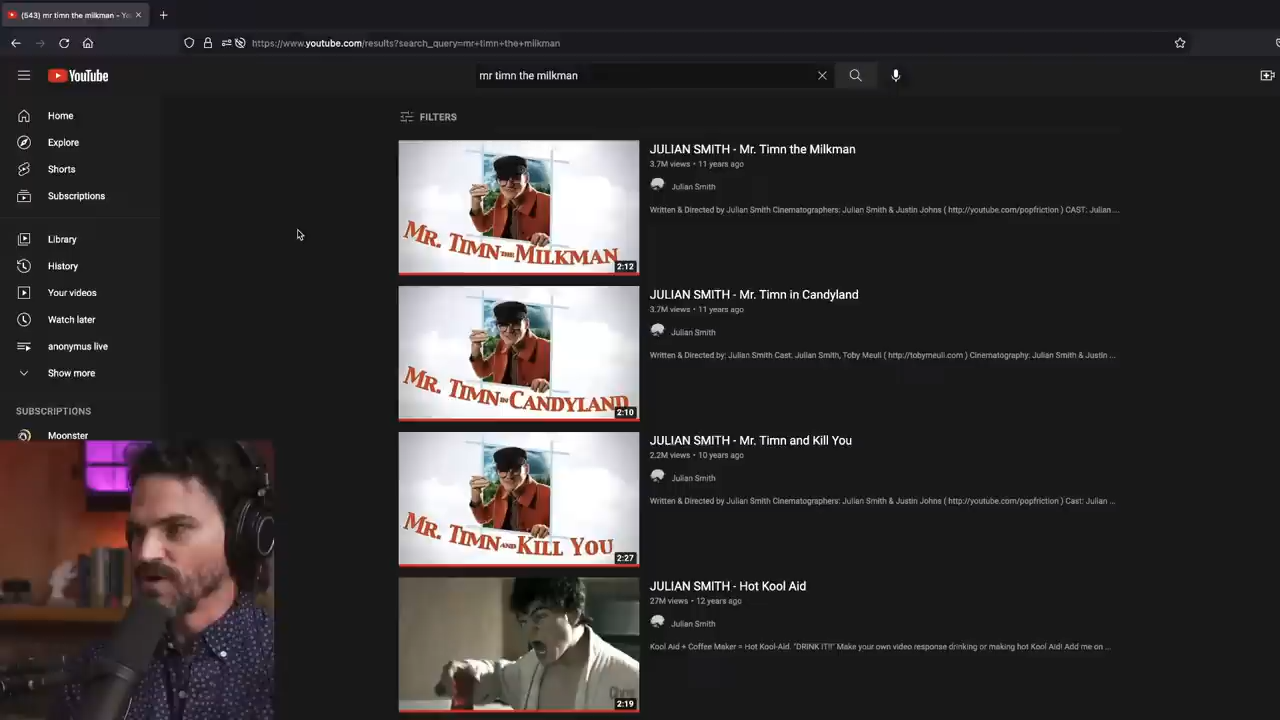 (543) mr timn the milkman - Yo
https://www.youtube.com/results?search_query=mr+timn+the+milkman
YouTube
mr timn the milkman
Home
Explore
Shorts
Subscriptions
Library
History
Your videos
Watch later
anonymus live
Show more
SUBSCRIPTIONS
Moonster
FILTERS
MR. TIMN THE MILKMAN
2:12
JULIAN SMITH - Mr. Timn the Milkman
3.7M views • 11 years ago
Julian Smith
Written & Directed by Julian Smith Cinematographers: Julian Smith & Justin Johns ( http://youtube.com/popfriction ) CAST: Julian ...
MR. TIMN IN CANDYLAND
2:10
JULIAN SMITH - Mr. Timn in Candyland
3.7M views • 11 years ago
Julian Smith
Written & Directed by: Julian Smith Cast: Julian Smith, Toby Meuli ( http://tobymeuli.com ) Cinematography: Julian Smith & Justin ...
MR. TIMN AND KILL YOU
2:27
JULIAN SMITH - Mr. Timn and Kill You
2.2M views • 10 years ago
Julian Smith
Written & Directed by Julian Smith Cinematographers: Julian Smith & Justin Johns ( http://youtube.com/popfriction ) Cast: Julian ...
2:19
JULIAN SMITH - Hot Kool Aid
27M views • 12 years ago
Julian Smith
Kool Aid + Coffee Maker = Hot Kool-Aid. "DRINK IT!!" Make your own video response drinking or making hot Kool Aid! Add me on ...